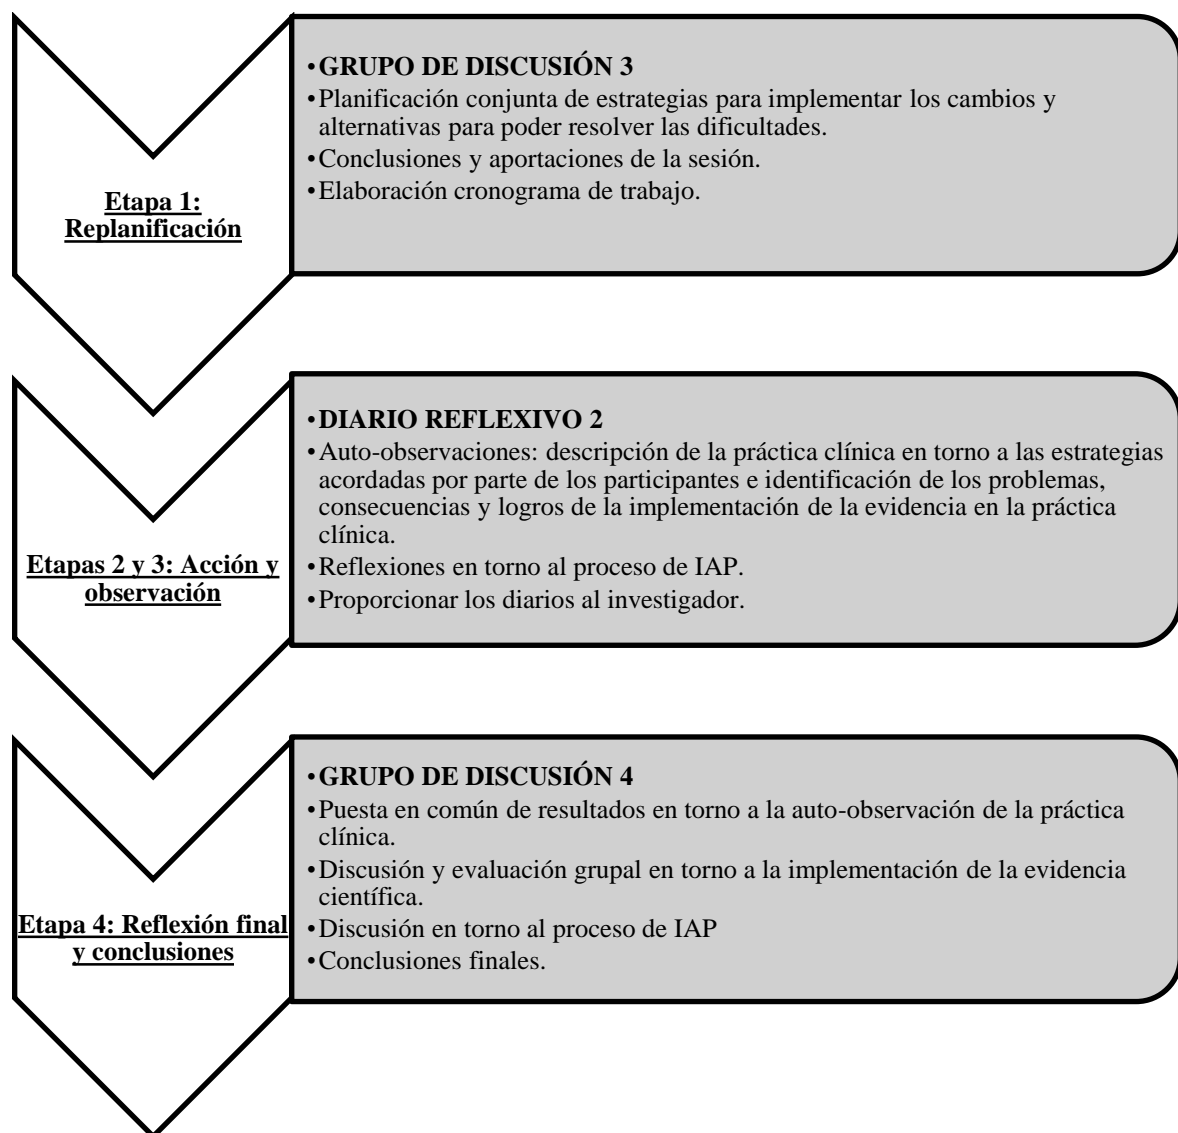 Etapa 1:
Replanificación
•GRUPO DE DISCUSIÓN 3
•Planificación conjunta de estrategias para implementar los cambios y
alternativas para poder resolver las dificultades.
•Conclusiones y aportaciones de la sesión.
•Elaboración cronograma de trabajo.
Etapas 2 y 3: Acción y
observación
•DIARIO REFLEXIVO 2
•Auto-observaciones: descripción de la práctica clínica en torno a las estrategias
acordadas por parte de los participantes e identificación de los problemas,
consecuencias y logros de la implementación de la evidencia en la práctica
clínica.
•Reflexiones en torno al proceso de IAP.
•Proporcionar los diarios al investigador.
Etapa 4: Reflexión final
y conclusiones
•GRUPO DE DISCUSIÓN 4
•Puesta en común de resultados en torno a la auto-observación de la práctica
clínica.
•Discusión y evaluación grupal en torno a la implementación de la evidencia
científica.
•Discusión en torno al proceso de IAP
•Conclusiones finales.